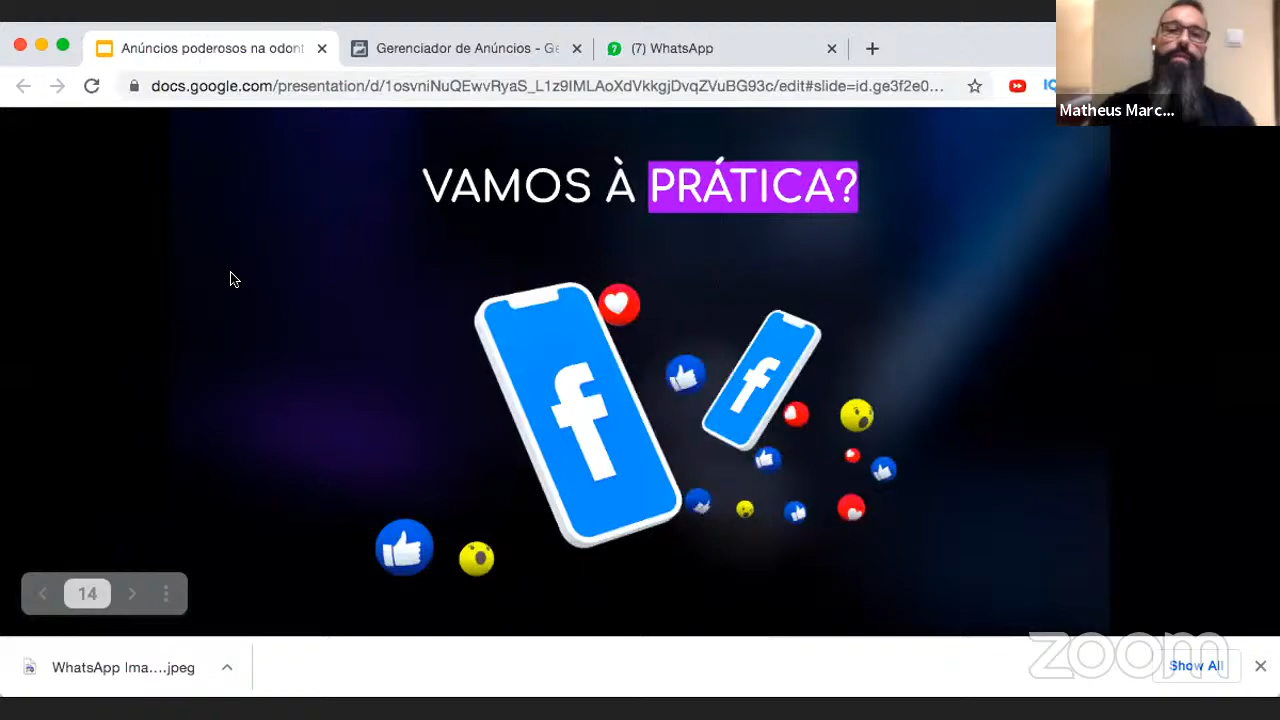 Anúncios poderosos na odont
Gerenciador de Anúncios - Ge
(7) WhatsApp
docs.google.com/presentation/d/1osvniNuQEwvRyaS_L1z9IMLAoXdVkkgjDvqZVuBG93c/edit#slide=id.ge3f2e0...
Matheus Marc...
VAMOS À PRÁTICA?
14
WhatsApp Ima....jpeg
Show All
zoom